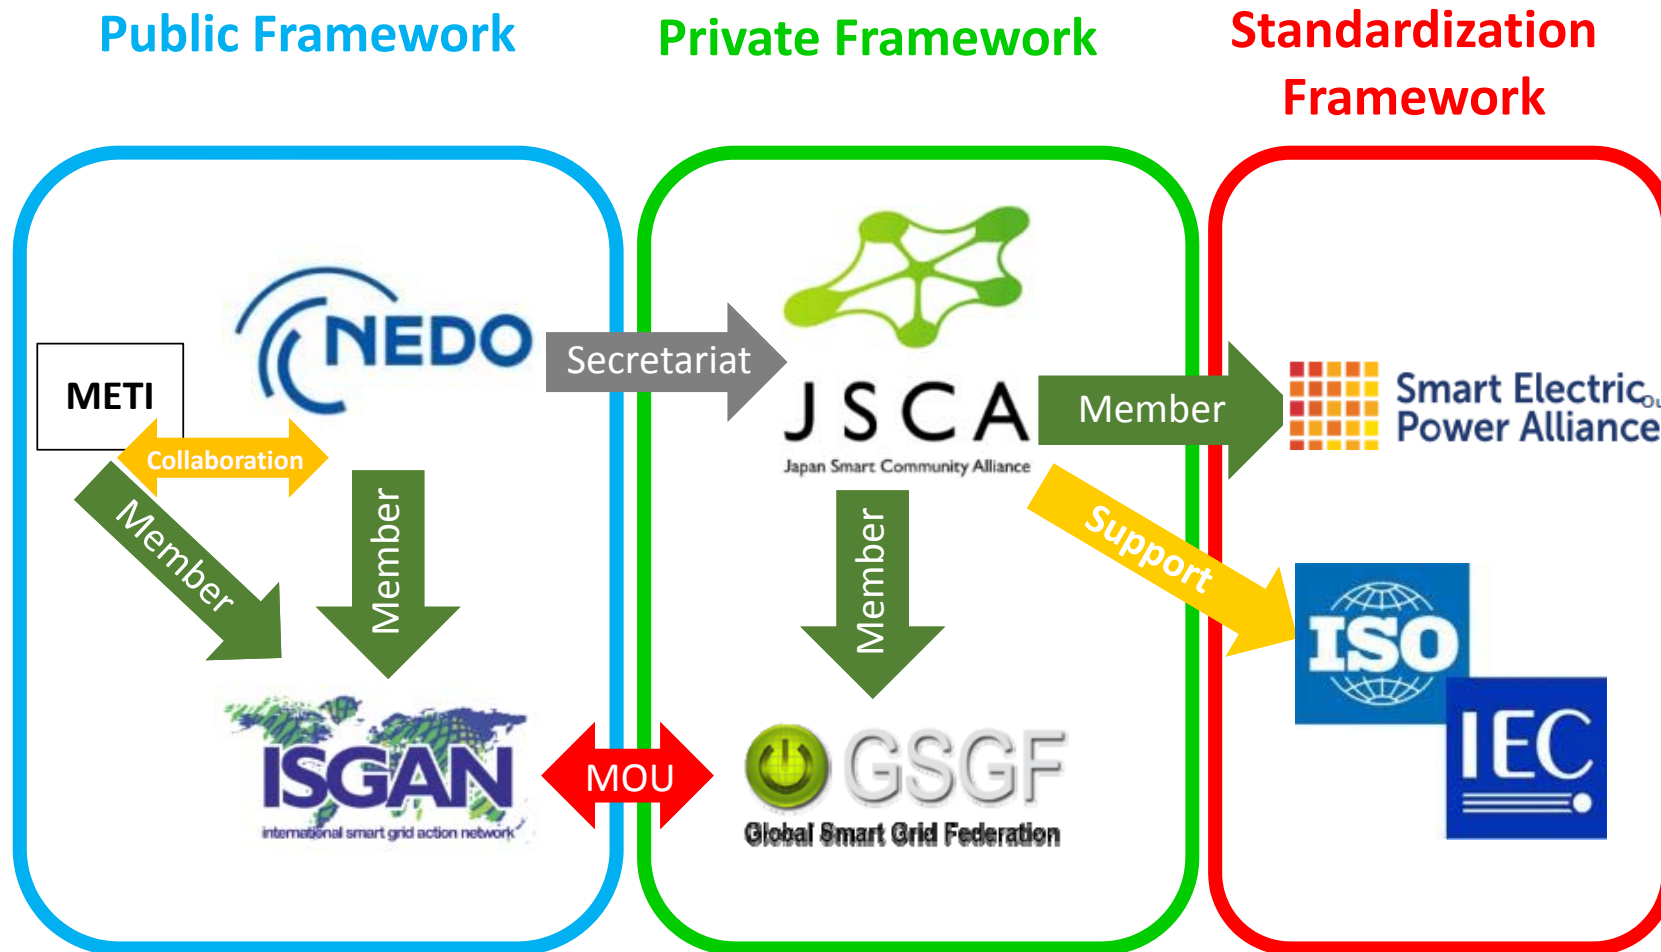 Public Framework
Private Framework
Standardization
Framework
NEDO
METI
Collaboration
Member
Member
ISGAN
international smart grid action network
Secretariat
JSCA
Japan Smart Community Alliance
Member
MOU
GSGF
Global Smart Grid Federation
Member
Support
Smart Electric
Power Alliance
Ou
ISO
IEC